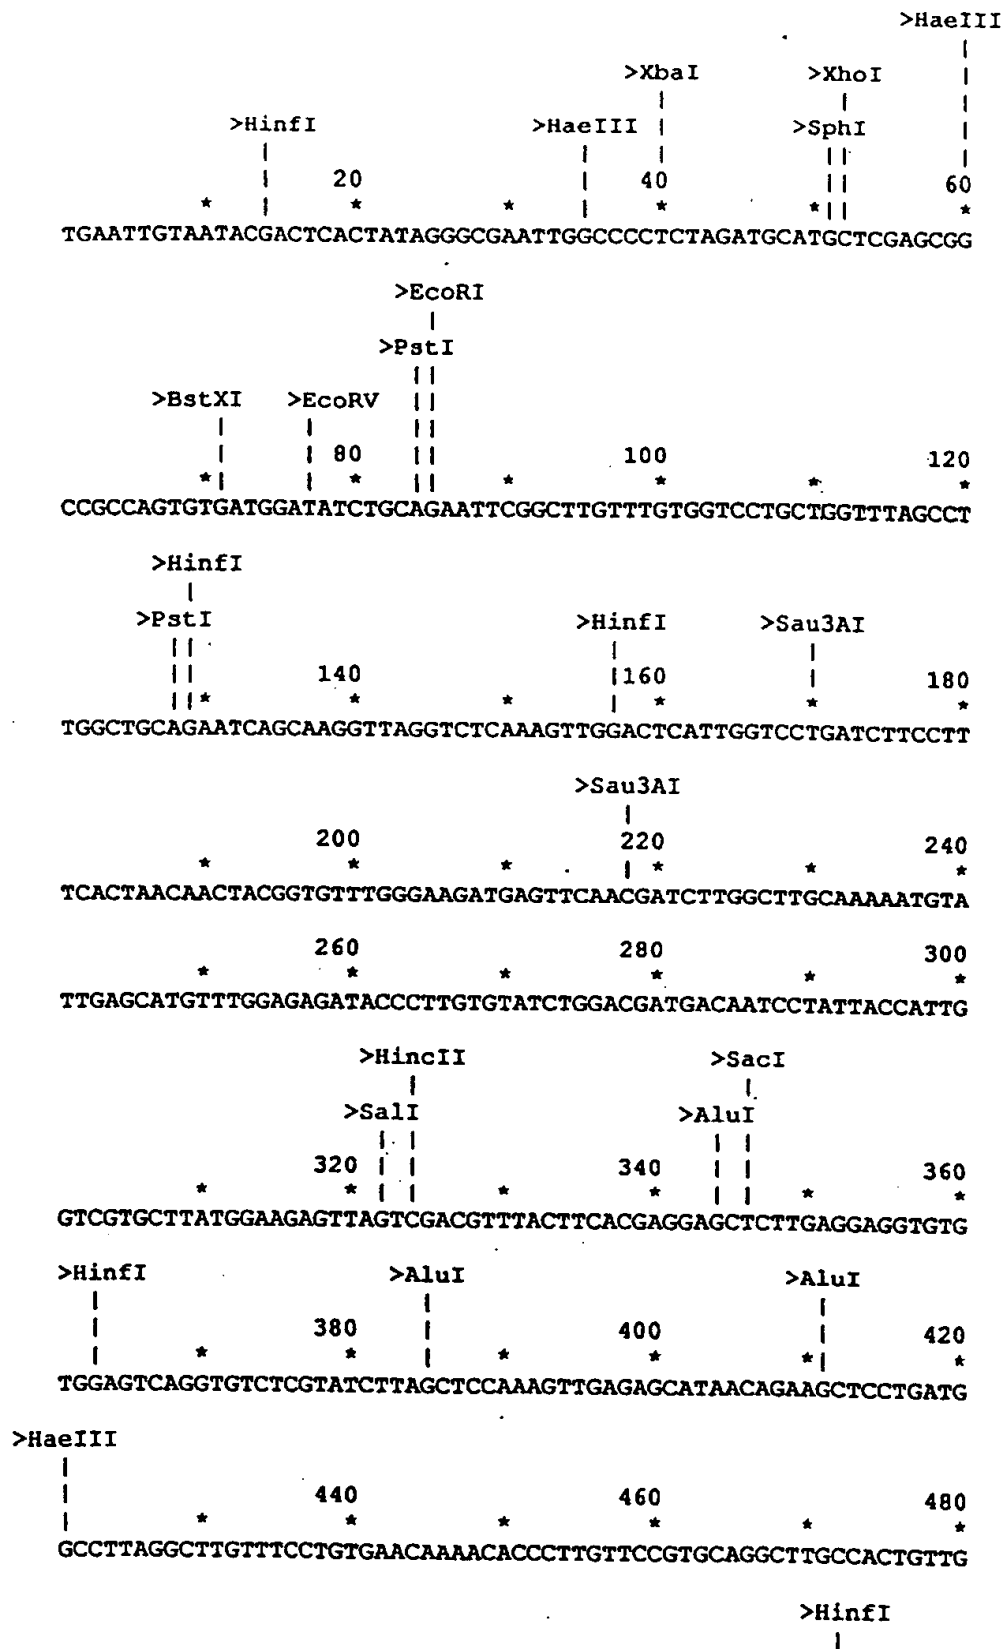 >HaeIII
>XbaI >XhoI
>HinfI >HaeIII >SphI
20 40 60
* * * * * *
TGAATTGTAATACGACTCACTATAGGGCGAATTGGCCCCTCTAGATGCATGCTCGAGCGG
>EcoRI
>PstI
>BstXI >EcoRV
80 100 120
* * * * * *
CCGCCAGTGTGATGGATATCTGCAGAATTCGGCTTGTTTGTGGTCCTGCTGGTTTAGCCT
>HinfI
>PstI >HinfI >Sau3AI
140 160 180
* * * * * *
TGGCTGCAGAATCAGCAAGGTTAGGTCTCAAAGTTGGACTCATTGGTCCTGATCTTCCTT
>Sau3AI
200 220 240
* * * * * *
TCACTAACAACTACGGTGTTTGGGAAGATGAGTTCAACGATCTTGGCTTGCAAAAATGTA
260 280 300
* * * * * *
TTGAGCATGTTTGGAGAGATACCCTTGTGTATCTGGACGATGACAATCCTATTACCATTG
>HincII >SacI
>SalI >AluI
320 340 360
* * * * * *
GTCGTGCTTATGGAAGAGTTAGTCGACGTTTACTTCACGAGGAGCTCTTGAGGAGGTGTG
>HinfI >AluI >AluI
380 400 420
* * * * * *
TGGAGTCAGGTGTCTCGTATCTTAGCTCCAAAGTTGAGAGCATAACAGAAGCTCCTGATG
>HaeIII
440 460 480
* * * * * *
GCCTTAGGCTTGTTTCCTGTGAACAAAACACCCTTGTTCCGTGCAGGCTTGCCACTGTTG
>HinfI